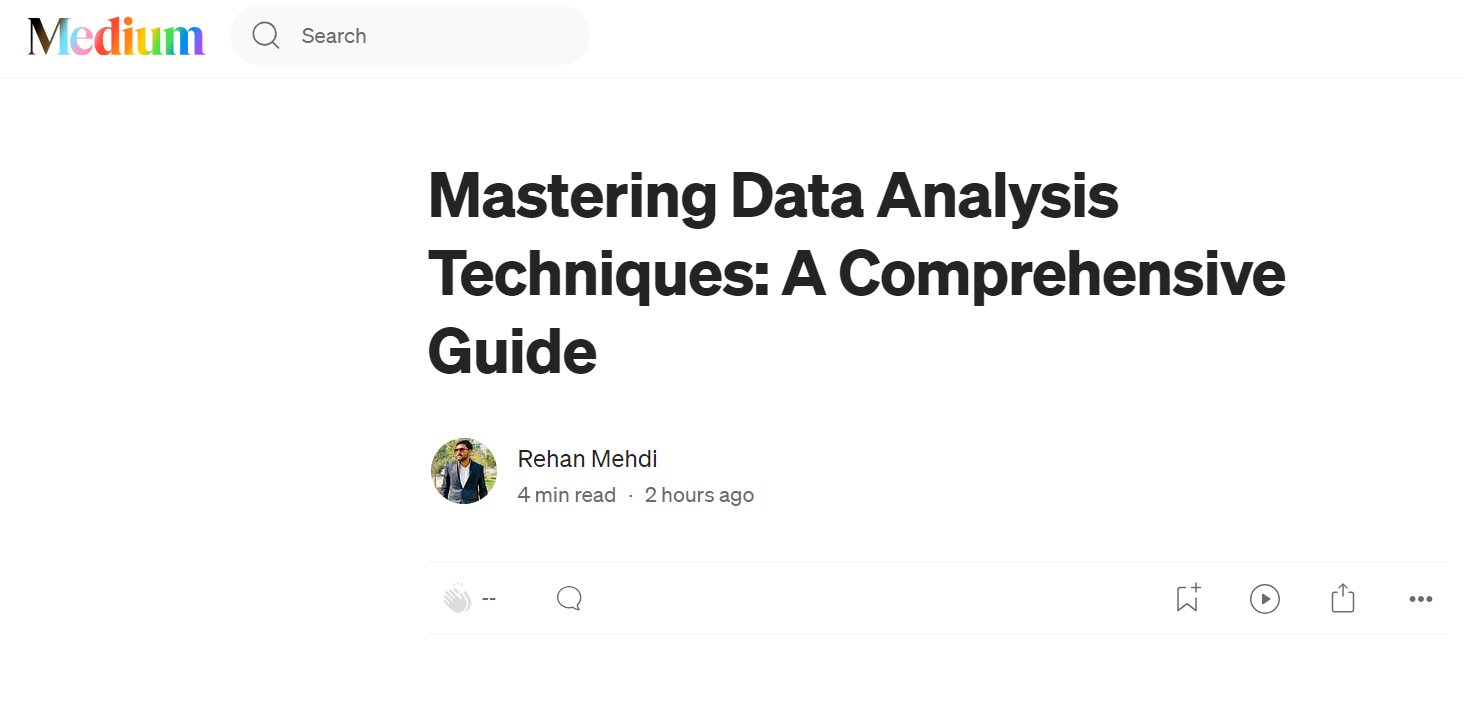 Medium
Search
Mastering Data Analysis
Techniques: A Comprehensive
Guide
Rehan Mehdi
4 min read · 2 hours ago
--